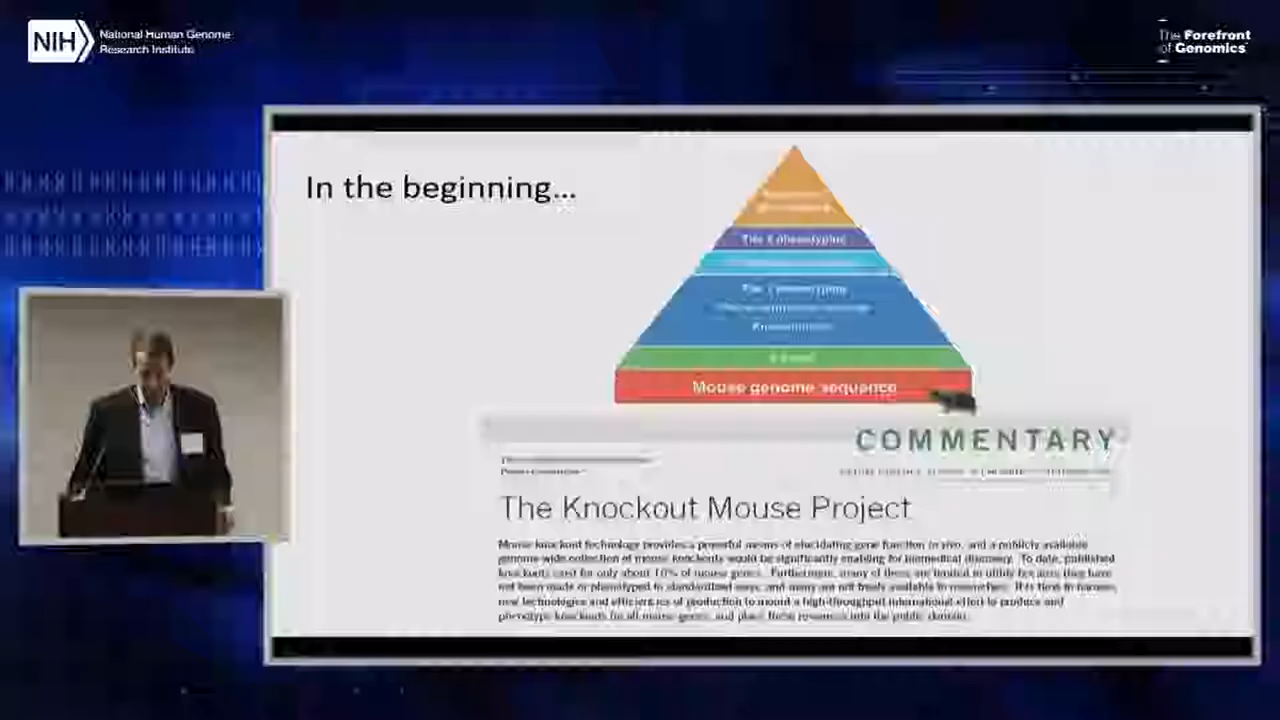 NIH National Human Genome
Research Institute
The Forefront
of Genomics
In the beginning...
Tier 3 phenotyping
Mouse genome sequence
COMMENTARY
The Knockout Mouse Project
Mouse knockout technology provides a powerful means of elucidating gene function in vivo, and a publicly available
genome-wide collection of mouse knockouts would be significantly enabling for biomedical discovery. To date, published
knockouts exist for only about 10% of mouse genes. Furthermore, many of these are limited in utility because they have
not been made or phenotyped in standardized ways, and many are not freely available to researchers. It is time to harness
new technologies and efficiencies of production to mount a high-throughput international effort to produce and
phenotype knockouts for all mouse genes, and place these resources into the public domain.